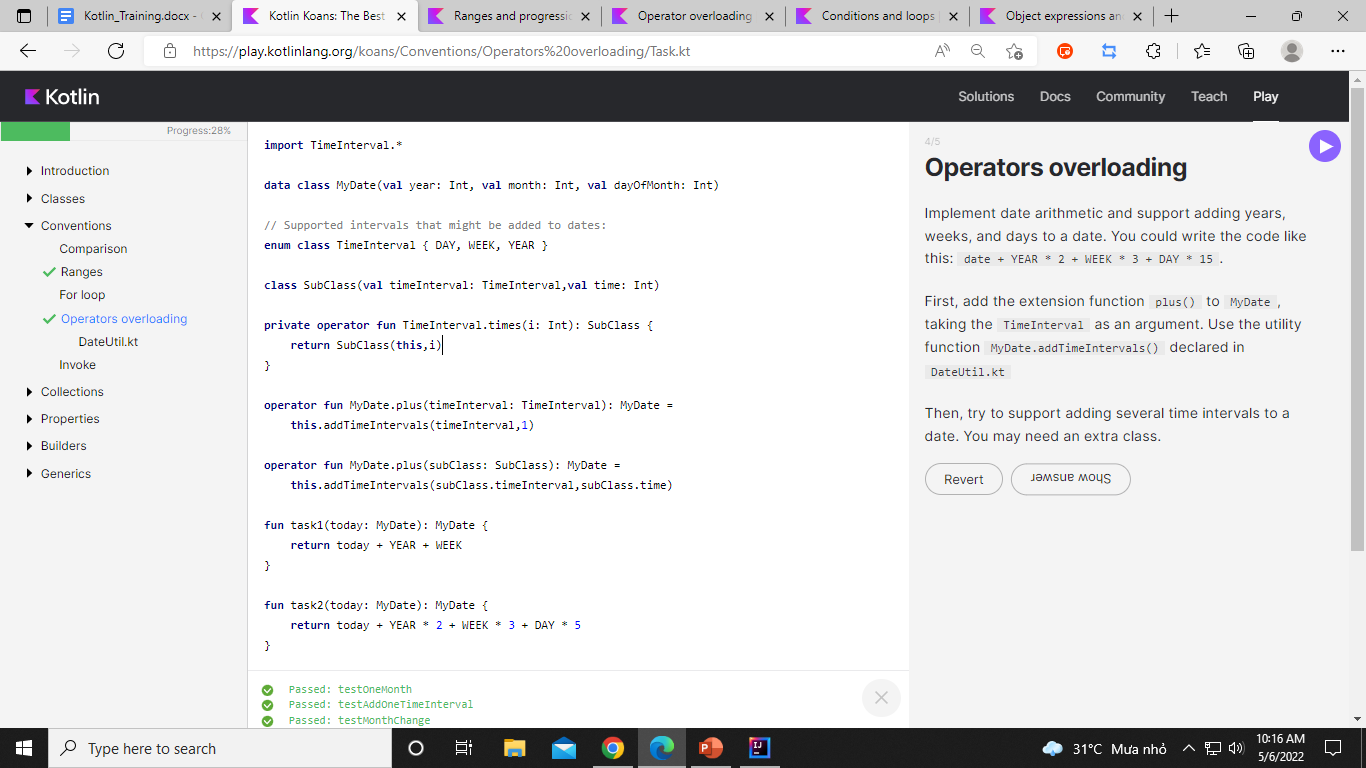 Kotlin_Training.docx -
Kotlin Koans: The Best
Ranges and progressi
Operator overloading
Conditions and loops
Object expressions an
https://play.kotlinlang.org/koans/Conventions/Operators%20overloading/Task.kt
Kotlin
Solutions
Docs
Community
Teach
Play
Progress:28%
Introduction
Classes
Conventions
Comparison
Ranges
For loop
Operators overloading
DateUtil.kt
Invoke
Collections
Properties
Builders
Generics
import TimeInterval.*
data class MyDate(val year: Int, val month: Int, val dayOfMonth: Int)
// Supported intervals that might be added to dates:
enum class TimeInterval { DAY, WEEK, YEAR }
class SubClass(val timeInterval: TimeInterval,val time: Int)
private operator fun TimeInterval.times(i: Int): SubClass {
return SubClass(this,i)
}
operator fun MyDate.plus(timeInterval: TimeInterval): MyDate =
this.addTimeIntervals(timeInterval,1)
operator fun MyDate.plus(subClass: SubClass): MyDate =
this.addTimeIntervals(subClass.timeInterval,subClass.time)
fun task1(today: MyDate): MyDate {
return today + YEAR + WEEK
}
fun task2(today: MyDate): MyDate {
return today + YEAR * 2 + WEEK * 3 + DAY * 5
}
Passed: testOneMonth
Passed: testAddOneTimeInterval
Passed: testMonthChange
4/5
Operators overloading
Implement date arithmetic and support adding years,
weeks, and days to a date. You could write the code like
this: date + YEAR * 2 + WEEK * 3 + DAY * 15 .
First, add the extension function plus() to MyDate ,
taking the TimeInterval as an argument. Use the utility
function MyDate.addTimeIntervals() declared in
DateUtil.kt
Then, try to support adding several time intervals to a
date. You may need an extra class.
Revert
Show answer
Type here to search
31°C Mưa nhỏ
10:16 AM
5/6/2022